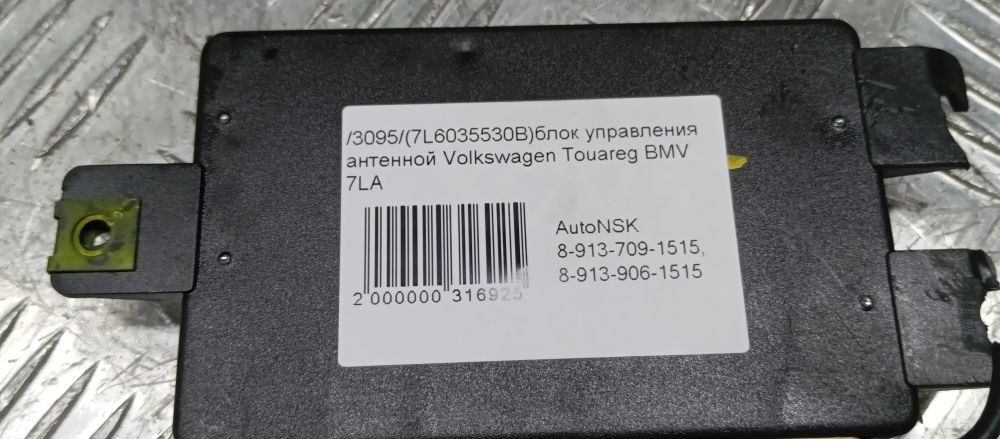 /3095/(7L6035530B)блок управления
антенной Volkswagen Touareg BMV
7LA
AutoNSK
8-913-709-1515,
8-913-906-1515
2 000000 316925